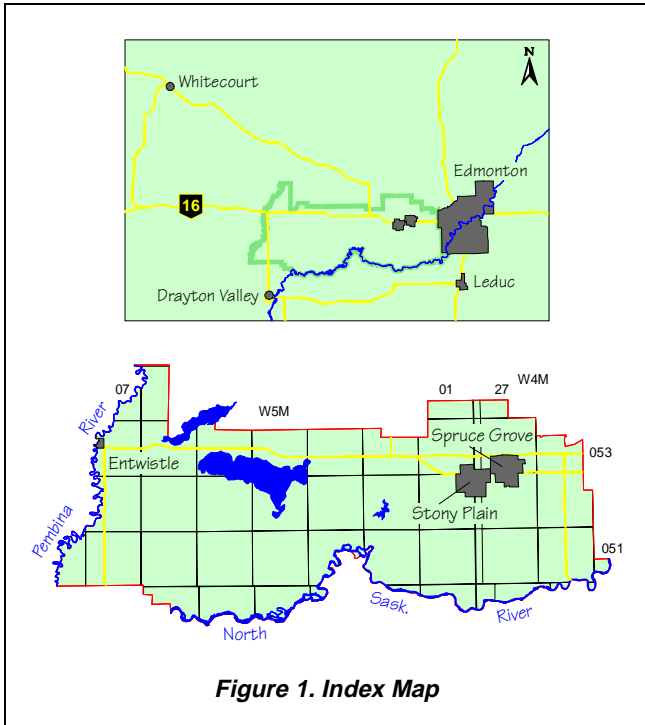 N
Whitecourt
Edmonton
16
Drayton Valley
Leduc
07
01
27
W4M
W5M
River
Spruce Grove
053
Entwistle
Stony Plain
Pembina
051
Sask.
North
River
Figure 1. Index Map